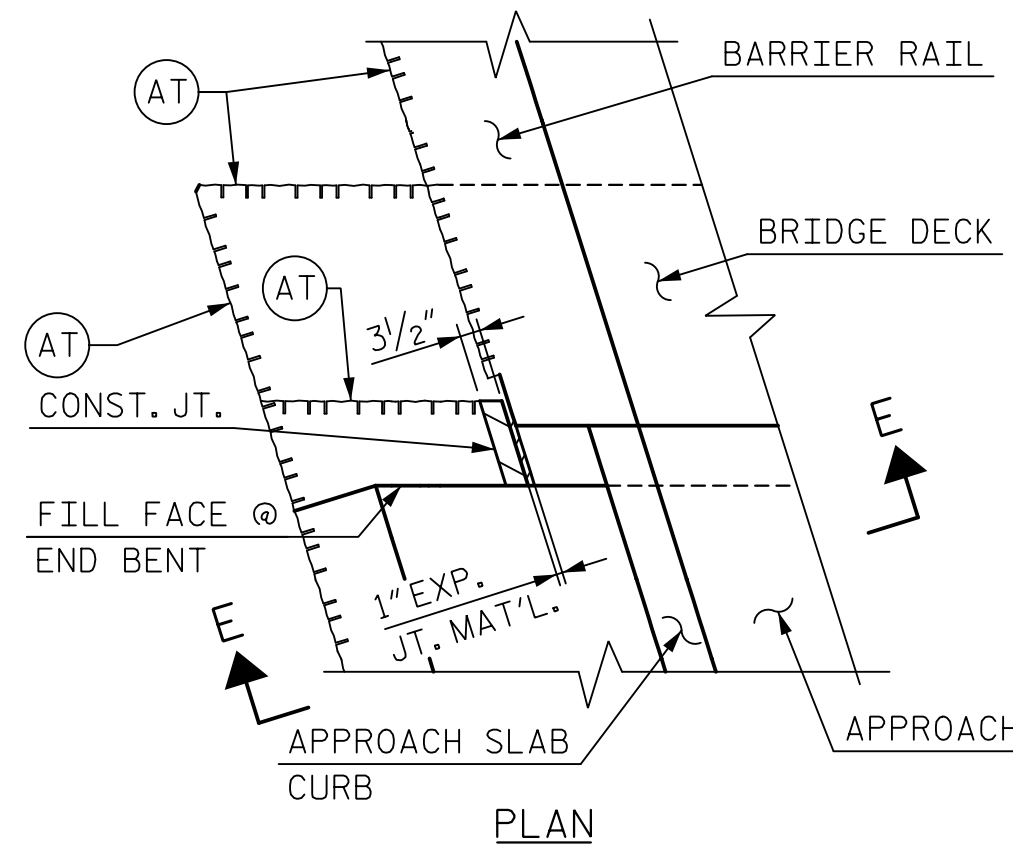 BARRIER RAIL
AT
BRIDGE DECK
AT
3 1/2"
AT
CONST. JT.
E
FILL FACE @
END BENT
1" EXP.
JT. MAT'L.
E
APPROACH
APPROACH SLAB
CURB
PLAN